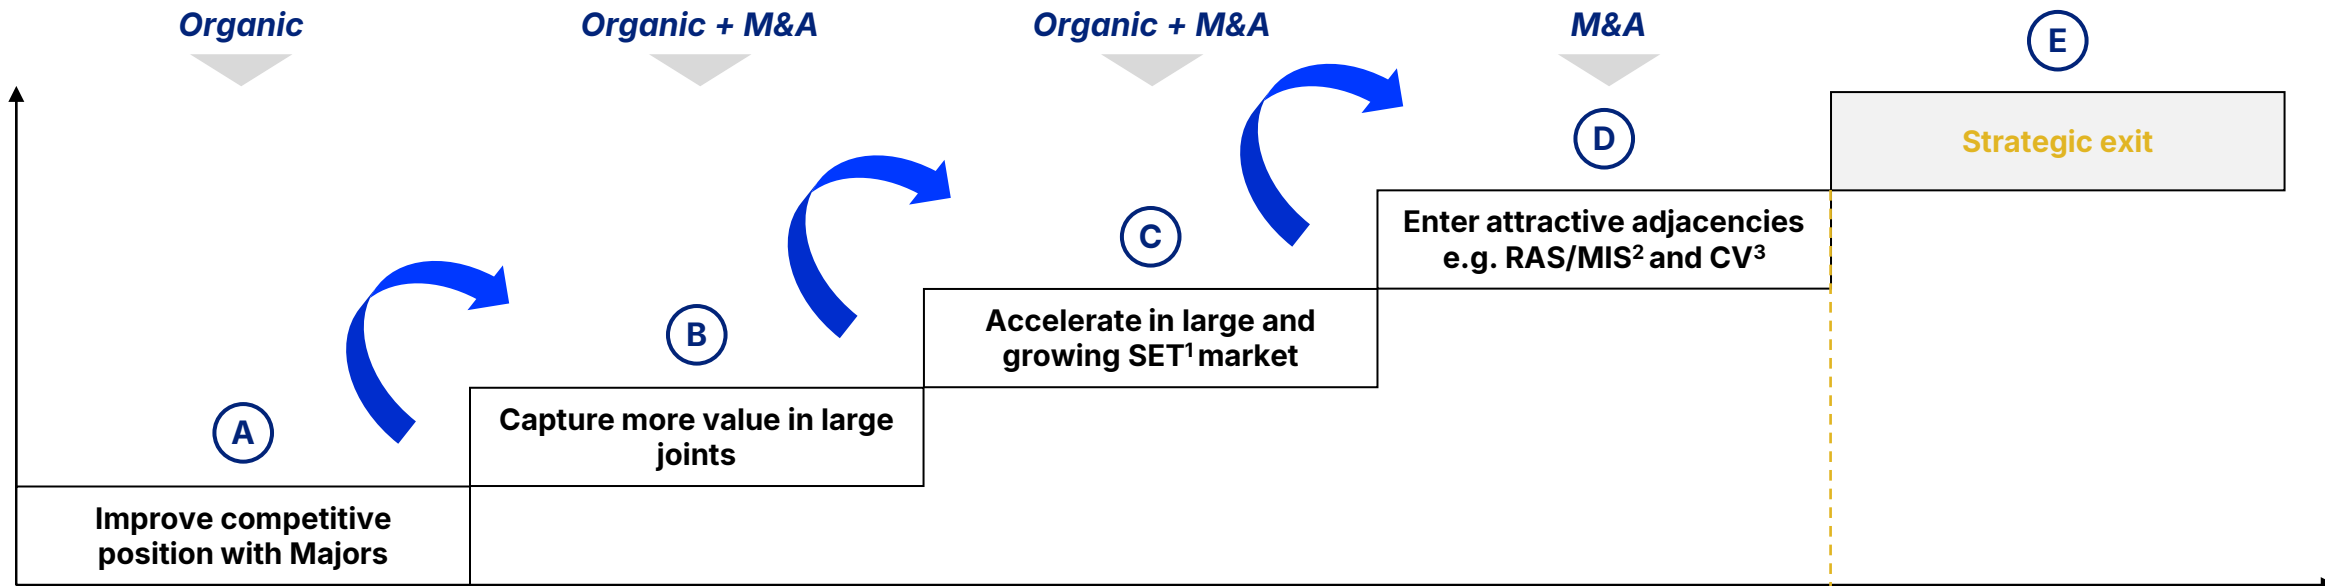 Organic
Organic + M&A
Organic + M&A
M&A
E
Strategic exit
D
Enter attractive adjacencies
e.g. RAS/MIS² and CV³
C
Accelerate in large and
growing SET¹ market
B
Capture more value in large
joints
A
Improve competitive
position with Majors